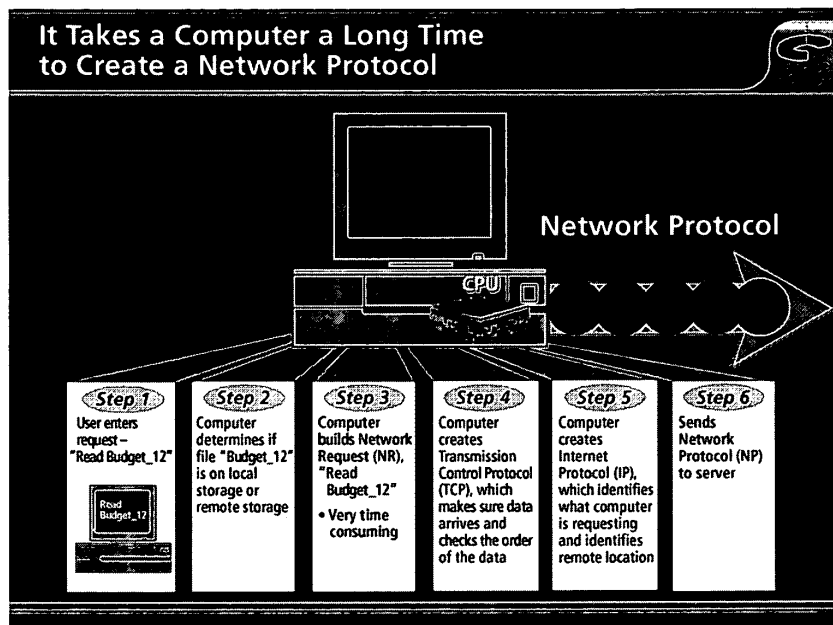 It Takes a Computer a Long Time
to Create a Network Protocol
Network Protocol
CPU
Step 1
User enters
request –
"Read Budget_12"
Read
Budget_12
Step 2
Computer
determines if
file "Budget_12"
is on local
storage or
remote storage
Step 3
Computer
builds Network
Request (NR),
"Read
Budget_12"
• Very time
consuming
Step 4
Computer
creates
Transmission
Control Protocol
(TCP), which
makes sure data
arrives and
checks the order
of the data
Step 5
Computer
creates
Internet
Protocol (IP),
which identifies
what computer
is requesting
and identifies
remote location
Step 6
Sends
Network
Protocol (NP)
to server